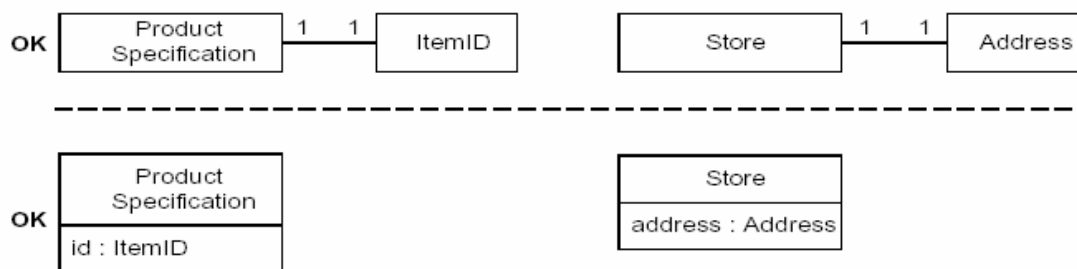 OK
Product
Specification
1 1
ItemID
Store
1 1
Address
OK
Product
Specification
id : ItemID
Store
address : Address